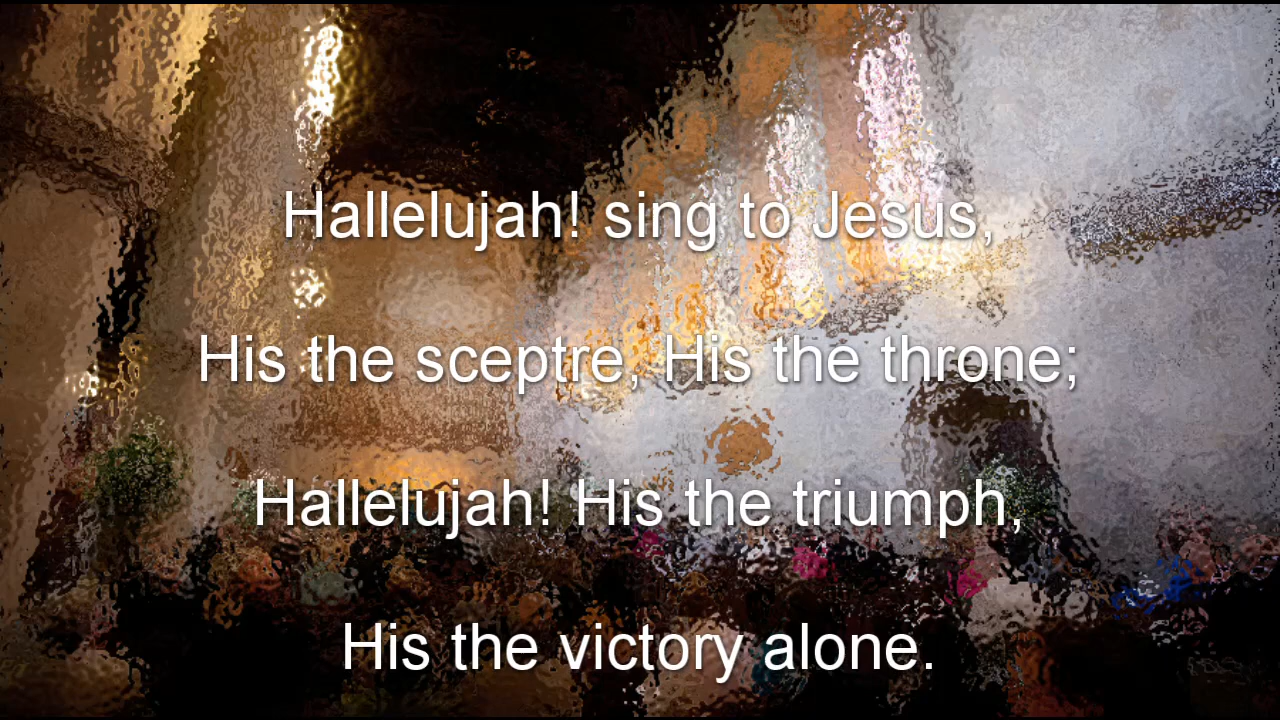 Hallelujah! sing to Jesus,
His the sceptre, His the throne;
Hallelujah! His the triumph,
His the victory alone.